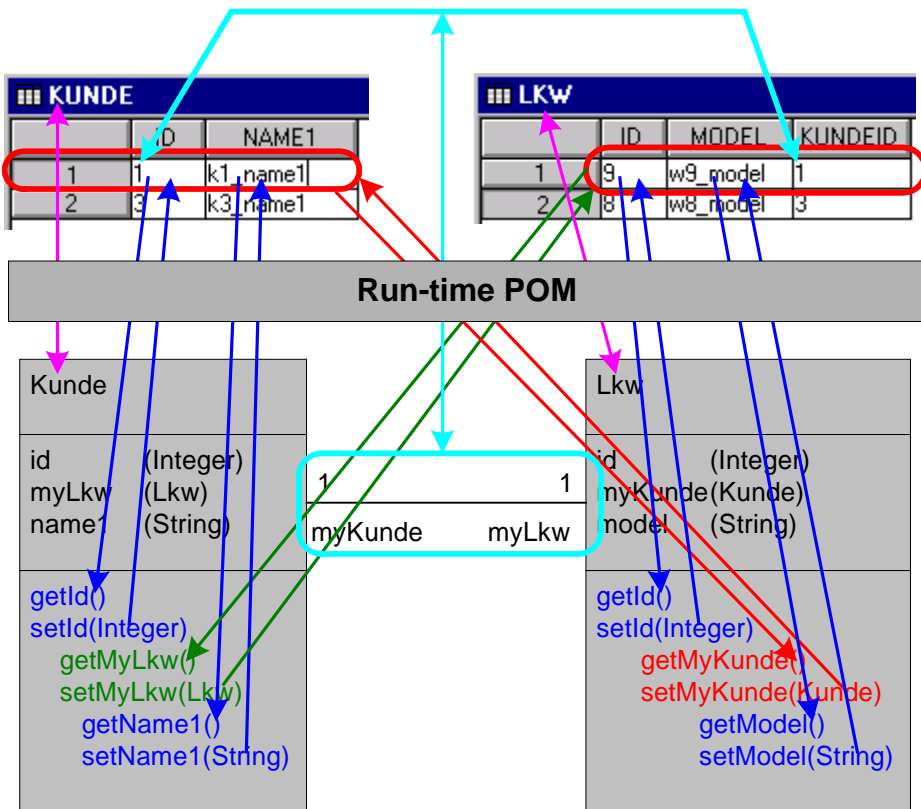 KUNDE
ID NAME1
1 1 k1_name1
2 3 k3_name1
LKW
ID MODEL KUNDEID
1 9 w9_model 1
2 8 w8_model 3
Run-time POM
Kunde
id (Integer)
myLkw (Lkw)
name1 (String)
getId()
setId(Integer)
getMyLkw()
setMyLkw(Lkw)
getName1()
setName1(String)
1 1
myKunde myLkw
Lkw
id (Integer)
myKunde (Kunde)
model (String)
getId()
setId(Integer)
getMyKunde()
setMyKunde(Kunde)
getModel()
setModel(String)